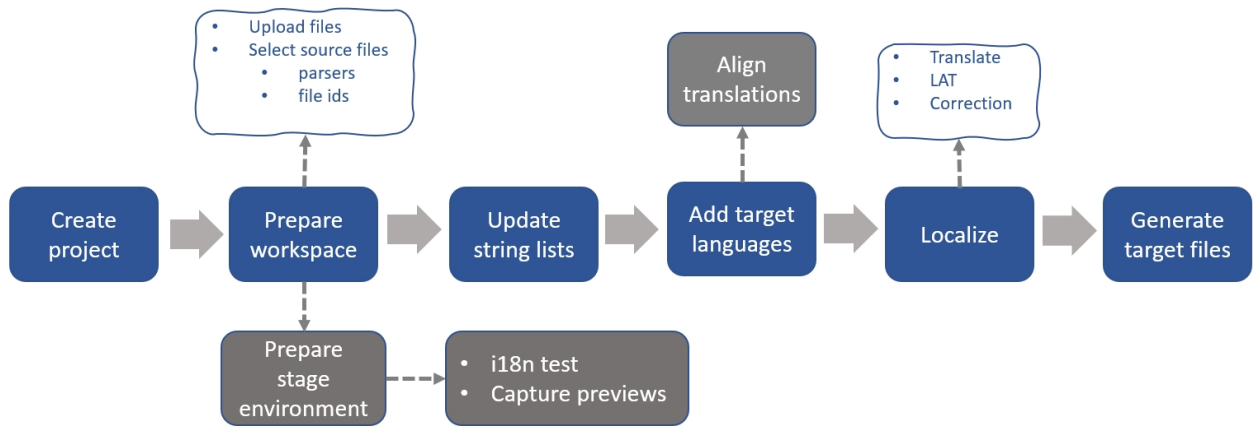 • Upload files
• Select source files
• parsers
• file ids
Align
translations
• Translate
• LAT
• Correction
Create
project
Prepare
workspace
Update
string lists
Add target
languages
Localize
Generate
target files
Prepare
stage
environment
• i18n test
• Capture previews